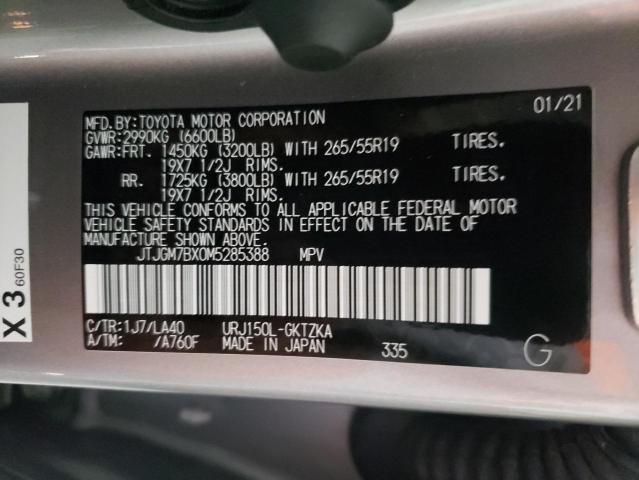 MFD.BY:TOYOTA MOTOR CORPORATION 01/21
GVWR:2990KG (6600LB)
GAWR:FRT. 1450KG (3200LB) WITH 265/55R19 TIRES.
19X7 1/2J RIMS.
RR. 1725KG (3800LB) WITH 265/55R19 TIRES.
19X7 1/2J RIMS.
THIS VEHICLE CONFORMS TO ALL APPLICABLE FEDERAL MOTOR
VEHICLE SAFETY STANDARDS IN EFFECT ON THE DATE OF
MANUFACTURE SHOWN ABOVE.
JTJGM7BX0M5285388 MPV
C/TR:1J7/LA40 URJ150L-GKTZKA
A/TM: /A760F MADE IN JAPAN 335 G
X 3 60F30